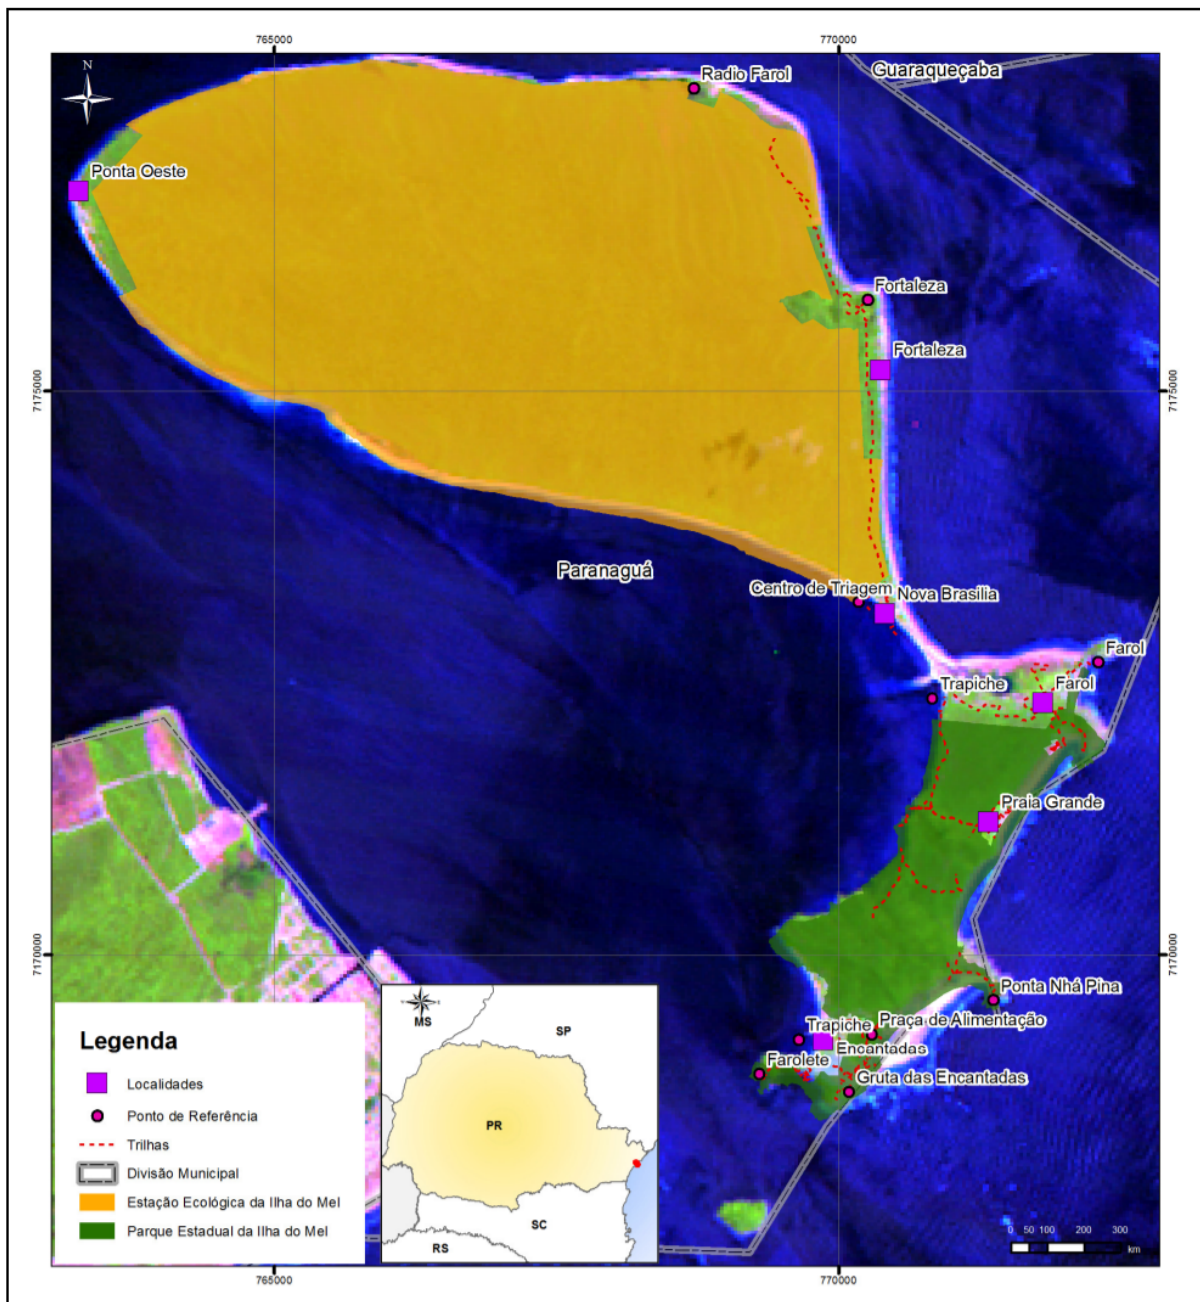 765000
770000
N
Radio Farol
Guaraqueçaba
Ponta Oeste
Fortaleza
Fortaleza
7175000
7175000
Paranaguá
Centro de Triagem
Nova Brasilia
Farol
Trapiche
Farol
Praia Grande
7170000
7170000
Ponta Nhá Pina
Trapiche
Praça de Alimentação
Encantadas
Farolete
Gruta das Encantadas
Legenda
Localidades
Ponto de Referência
Trilhas
Divisão Municipal
Estação Ecológica da Ilha do Mel
Parque Estadual da Ilha do Mel
MS
SP
PR
SC
RS
0 50 100 200 300
km
765000
770000